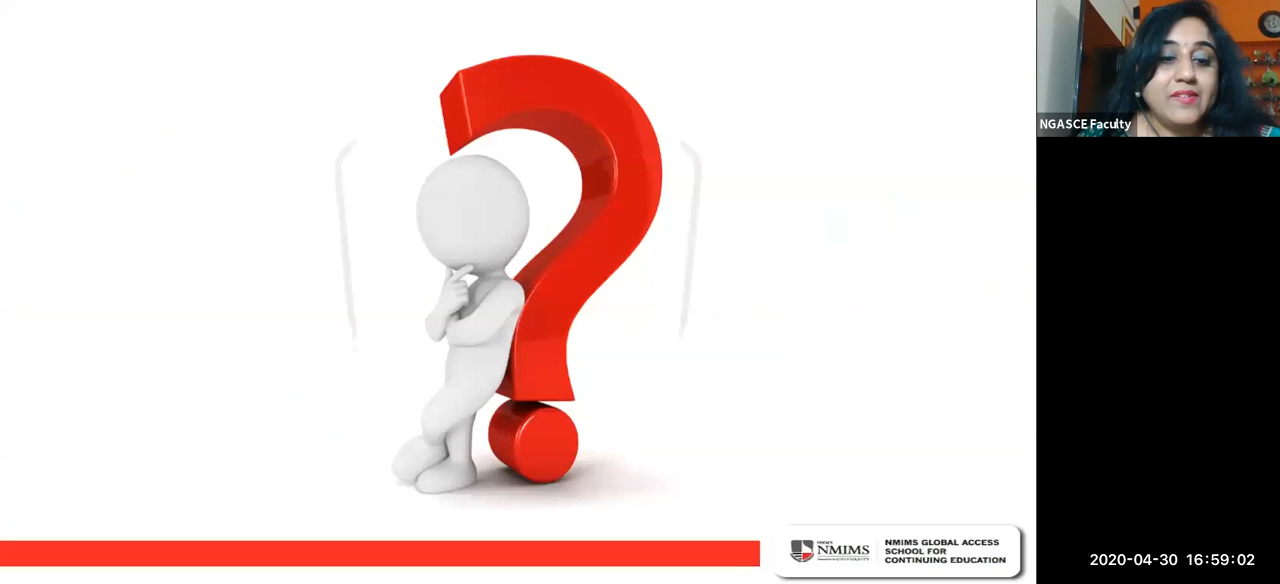 NGASCE Faculty
NMIMS
NMIMS GLOBAL ACCESS
SCHOOL FOR
CONTINUING EDUCATION
2020-04-30 16:59:02